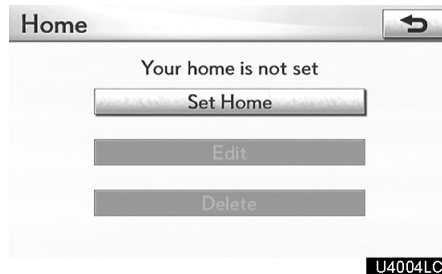 Home
Your home is not set
Set Home
Edit
Delete
U4004LC